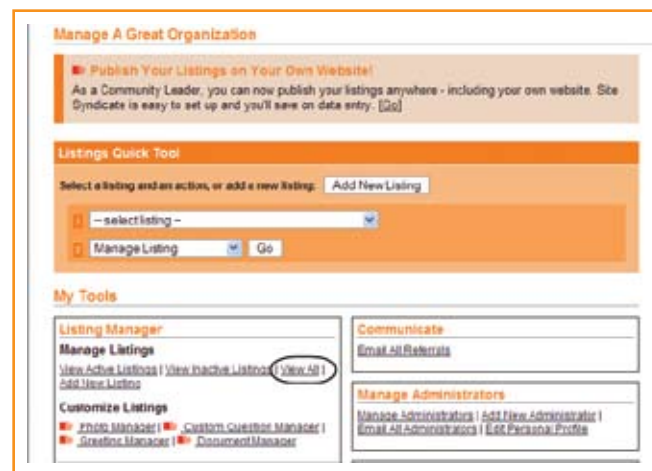 Manage A Great Organization
Publish Your Listings on Your Own Website!
As a Community Leader, you can now publish your listings anywhere - including your own website. Site
Syndicate is easy to set up and you'll save on data entry. [Go]
Listings Quick Tool
Select a listing and an action, or add a new listing: Add New Listing
-- select listing --
Manage Listing Go
My Tools
Listing Manager
Manage Listings
View Active Listings | View Inactive Listings | View All |
Add New Listing
Customize Listings
Photo Manager | Custom Question Manager |
Greeting Manager | Document Manager
Communicate
Email All Referrals
Manage Administrators
Manage Administrators | Add New Administrator |
Email All Administrators | Edit Personal Profile